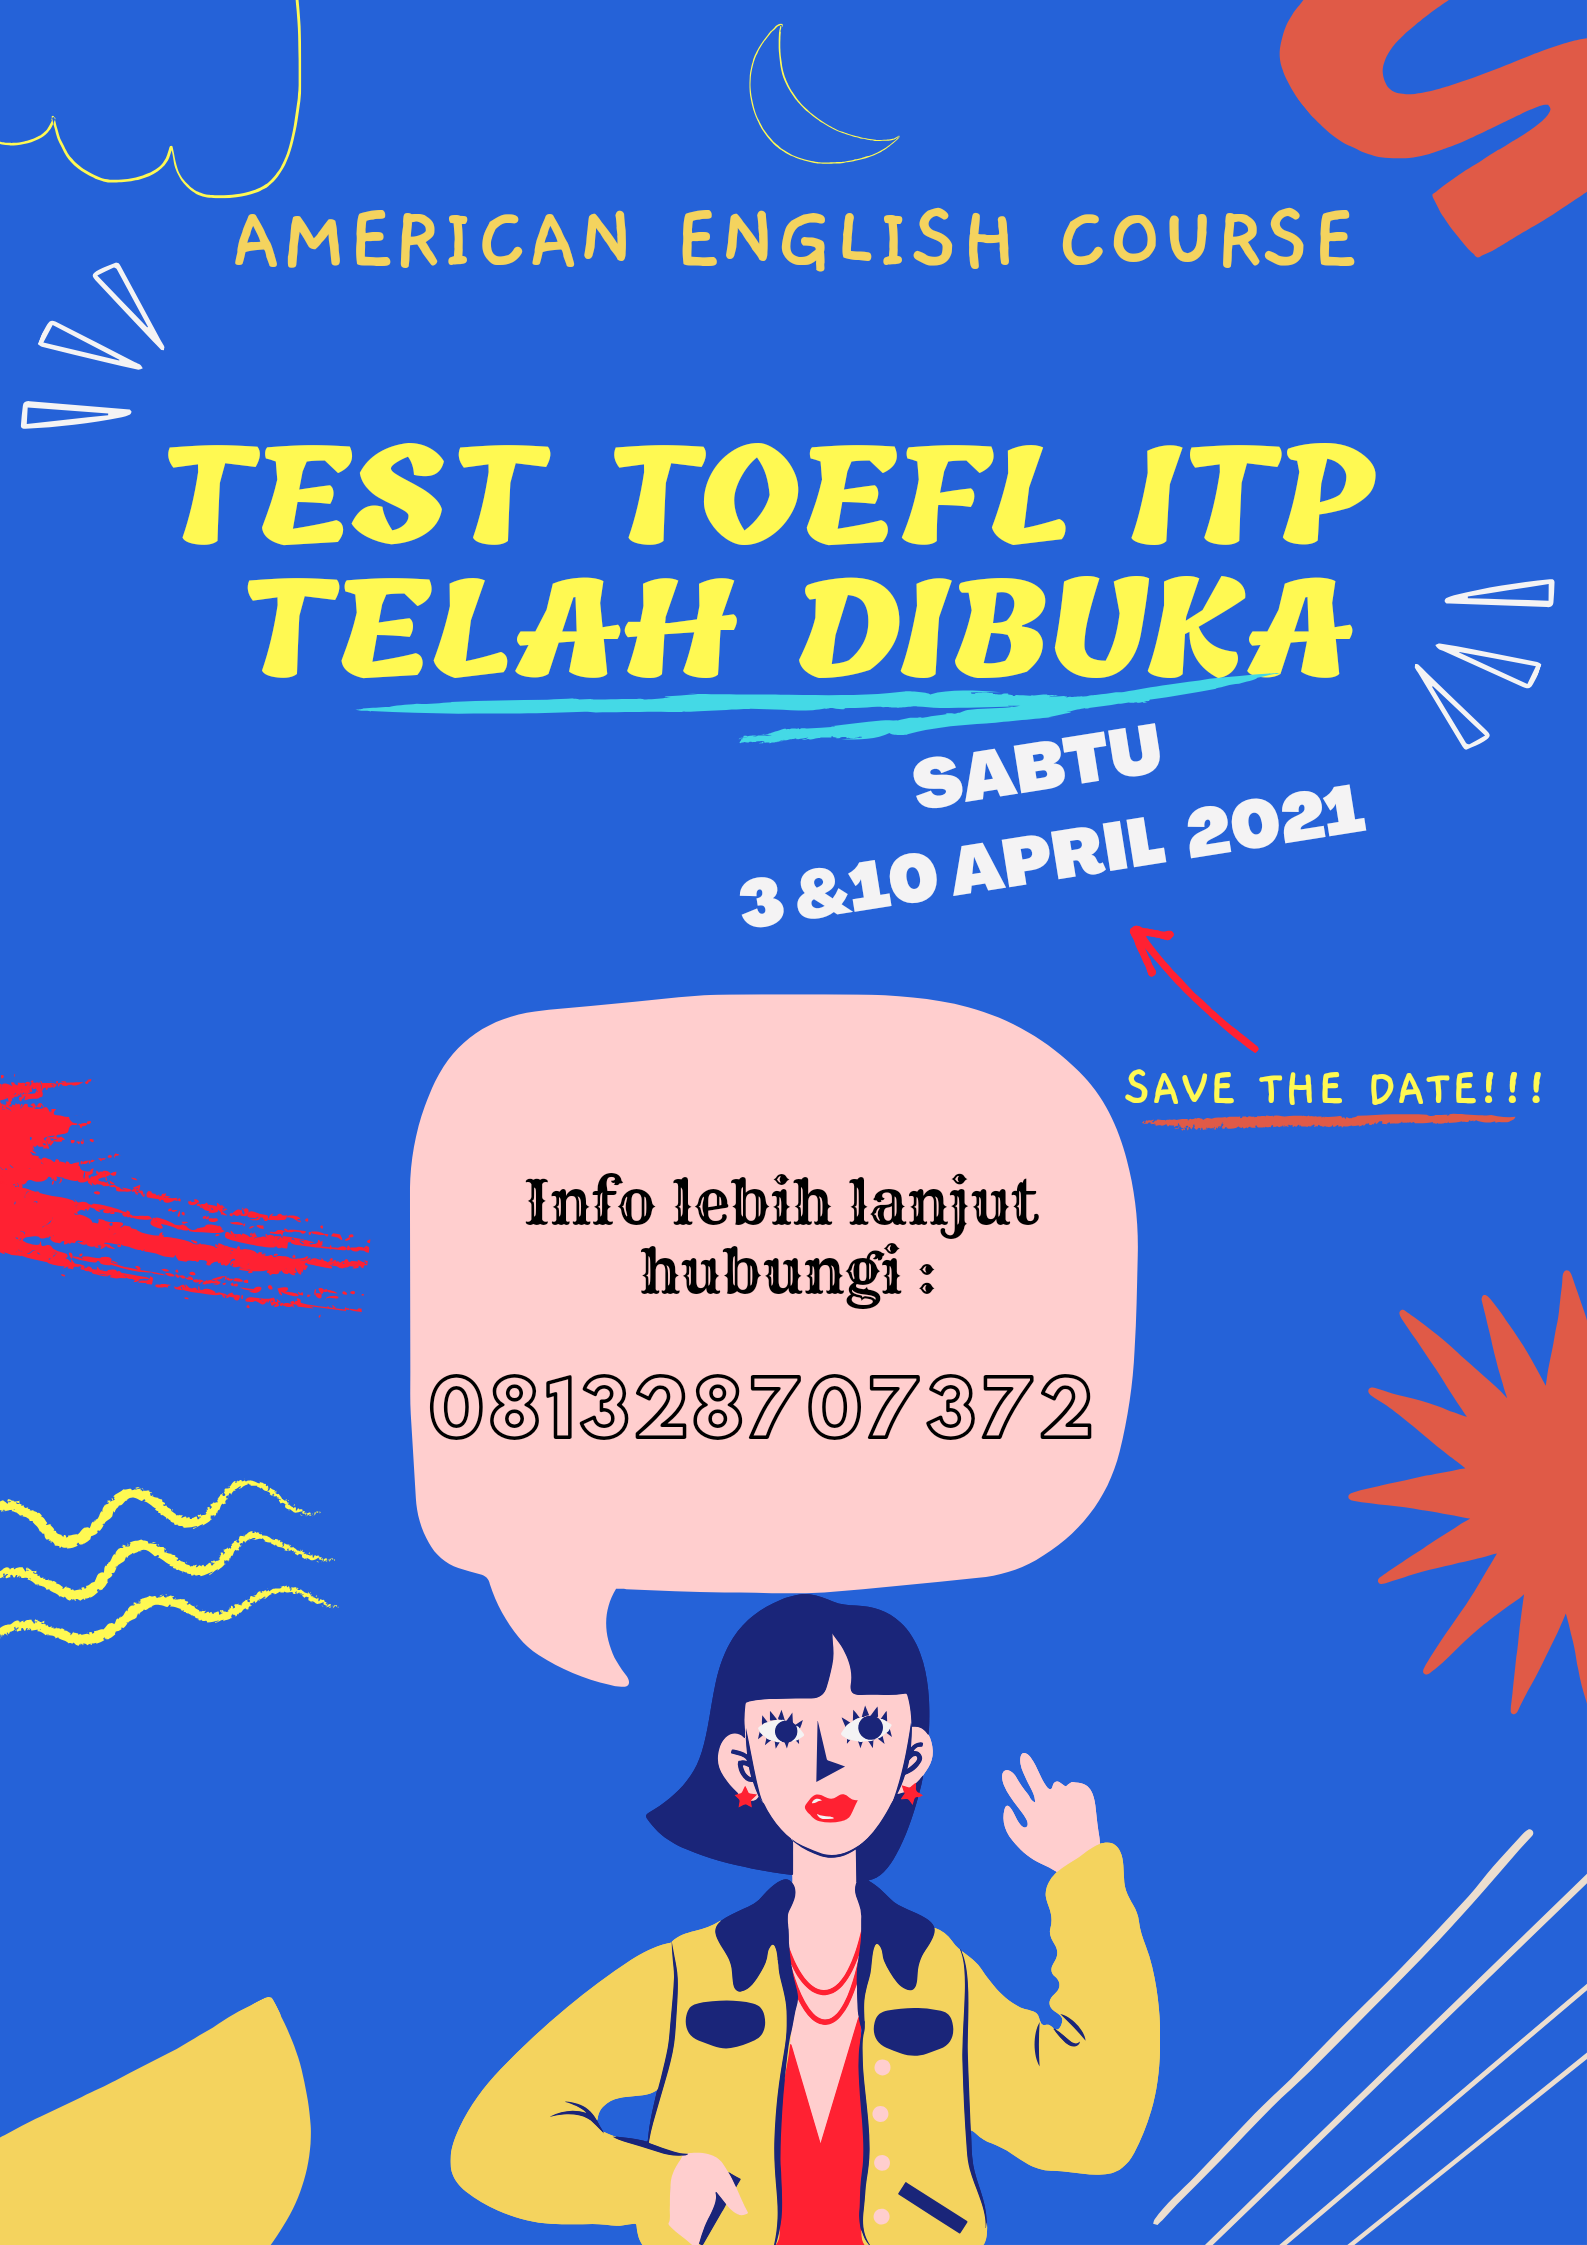 AMERICAN ENGLISH COURSE
TEST TOEFL ITP
TELAH DIBUKA
SABTU
3 &10 APRIL 2021
SAVE THE DATE!!!
Info lebih lanjut
hubungi :
081328707372